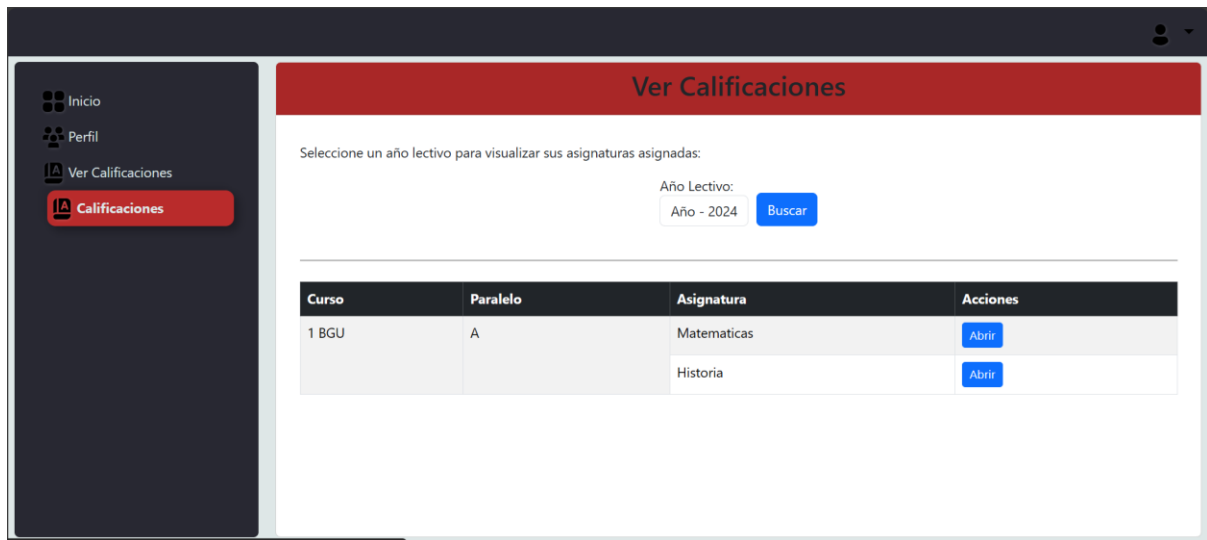 Ver Calificaciones
Inicio
Perfil
Ver Calificaciones
Calificaciones
Seleccione un año lectivo para visualizar sus asignaturas asignadas:
Año Lectivo:
Año - 2024 Buscar
Curso Paralelo Asignatura Acciones
1 BGU A Matematicas Abrir
Historia Abrir